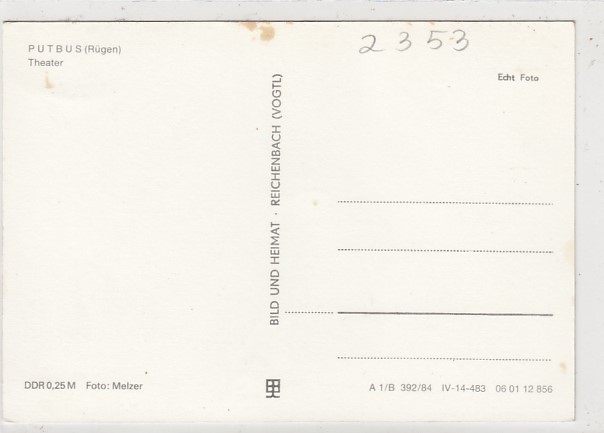 PUTBUS (Rügen)
Theater
2353
Echt Foto
BILD UND HEIMAT · REICHENBACH (VOGTL)
DDR 0,25 M Foto: Melzer
A 1/B 392/84 IV-14-483 06 01 12 856